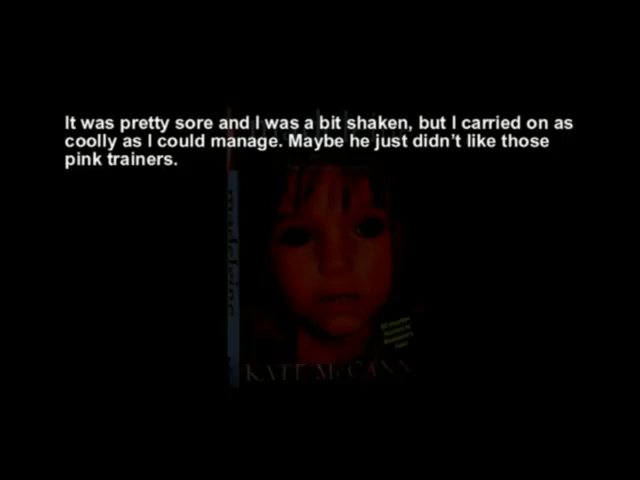 It was pretty sore and I was a bit shaken, but I carried on as
coolly as I could manage. Maybe he just didn't like those
pink trainers.
madeleine
KATE McCANN